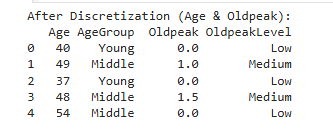 After Discretization (Age & Oldpeak):
Age AgeGroup Oldpeak OldpeakLevel
0 40 Young 0.0 Low
1 49 Middle 1.0 Medium
2 37 Young 0.0 Low
3 48 Middle 1.5 Medium
4 54 Middle 0.0 Low